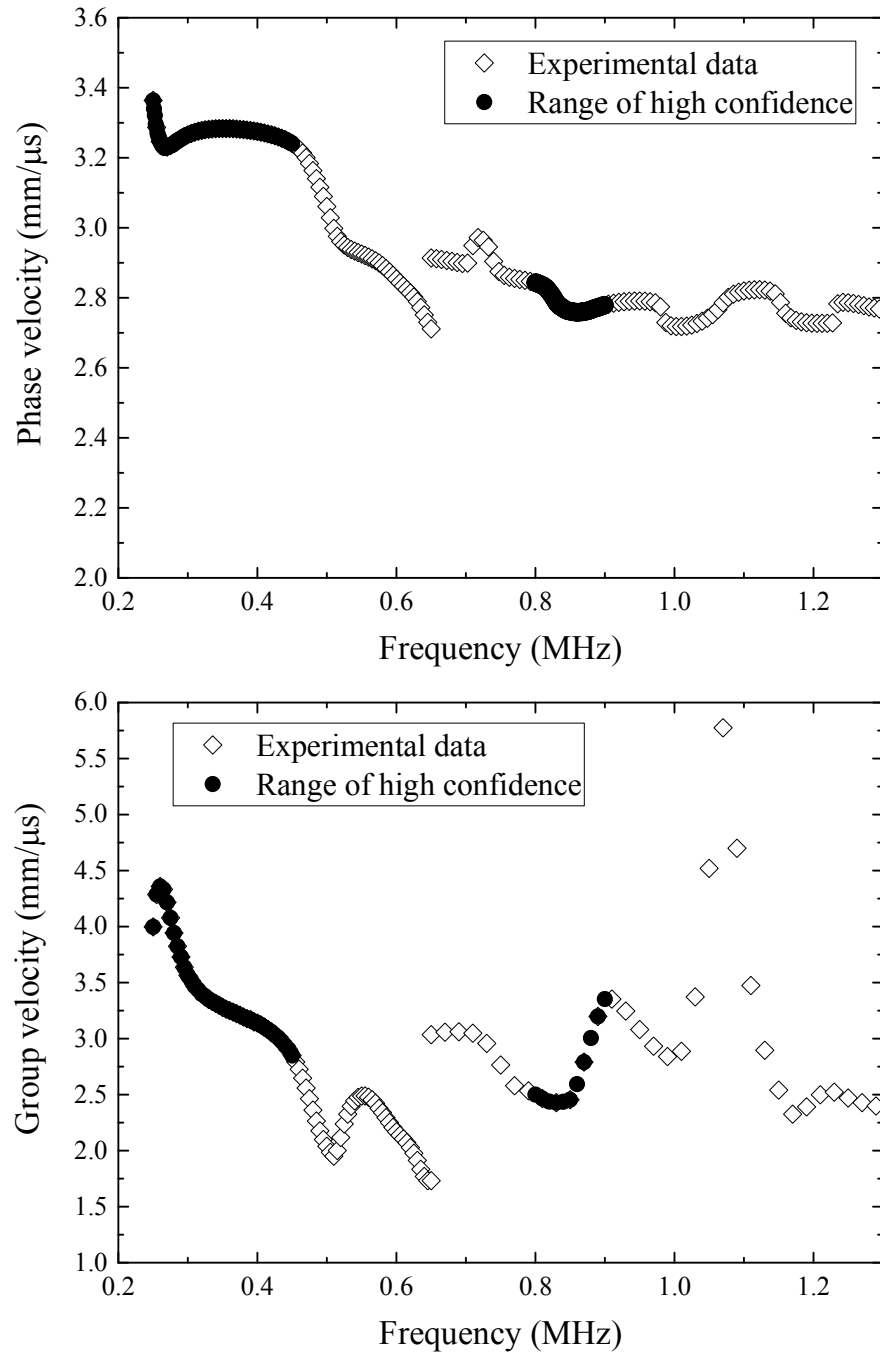 3.6
3.4
3.2
3.0
2.8
2.6
2.4
2.2
2.0
Phase velocity (mm/µs)
Experimental data
Range of high confidence
0.2 0.4 0.6 0.8 1.0 1.2
Frequency (MHz)
6.0
5.5
5.0
4.5
4.0
3.5
3.0
2.5
2.0
1.5
1.0
Group velocity (mm/µs)
Experimental data
Range of high confidence
0.2 0.4 0.6 0.8 1.0 1.2
Frequency (MHz)